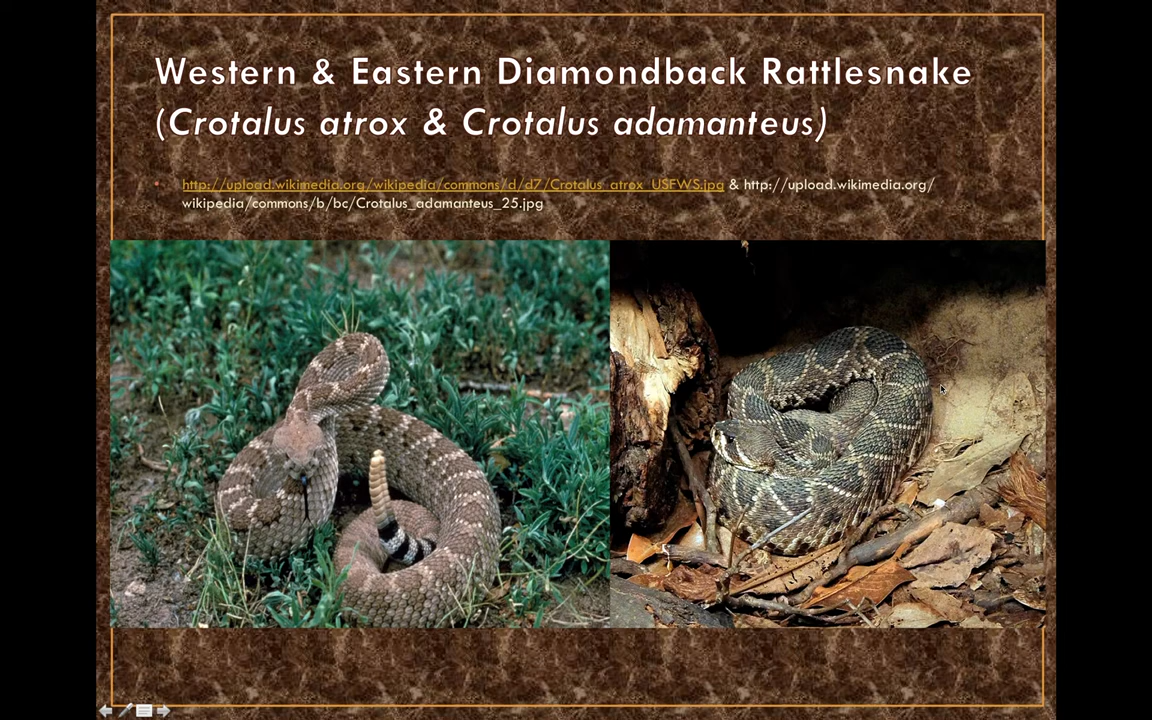 Western & Eastern Diamondback Rattlesnake
(Crotalus atrox & Crotalus adamanteus)
http://upload.wikimedia.org/wikipedia/commons/d/d7/Crotalus_atrox_USFWS.jpg & http://upload.wikimedia.org/
wikipedia/commons/b/bc/Crotalus_adamanteus_25.jpg